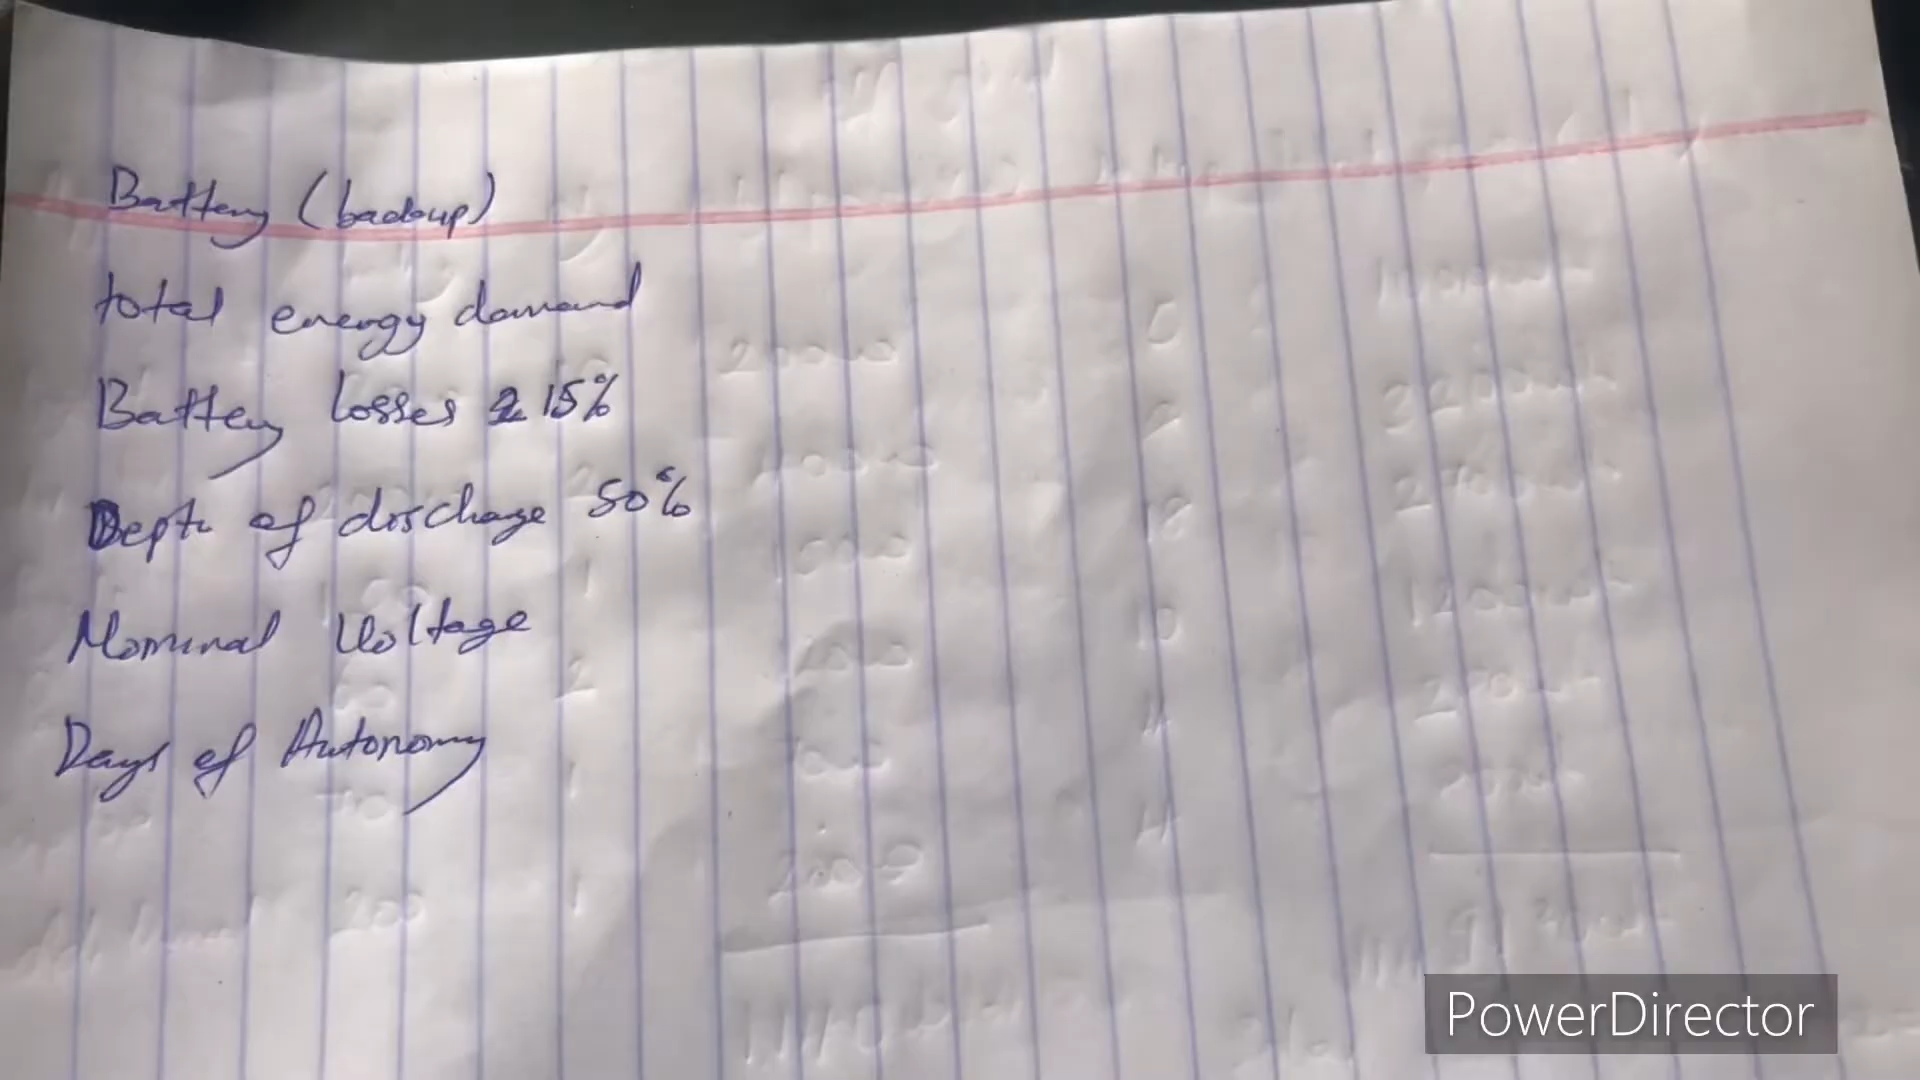 Battery (backup)
total energy demand
Battery losses 15%
Depth of discharge 50%
Nominal Voltage
Days of Autonomy
PowerDirector